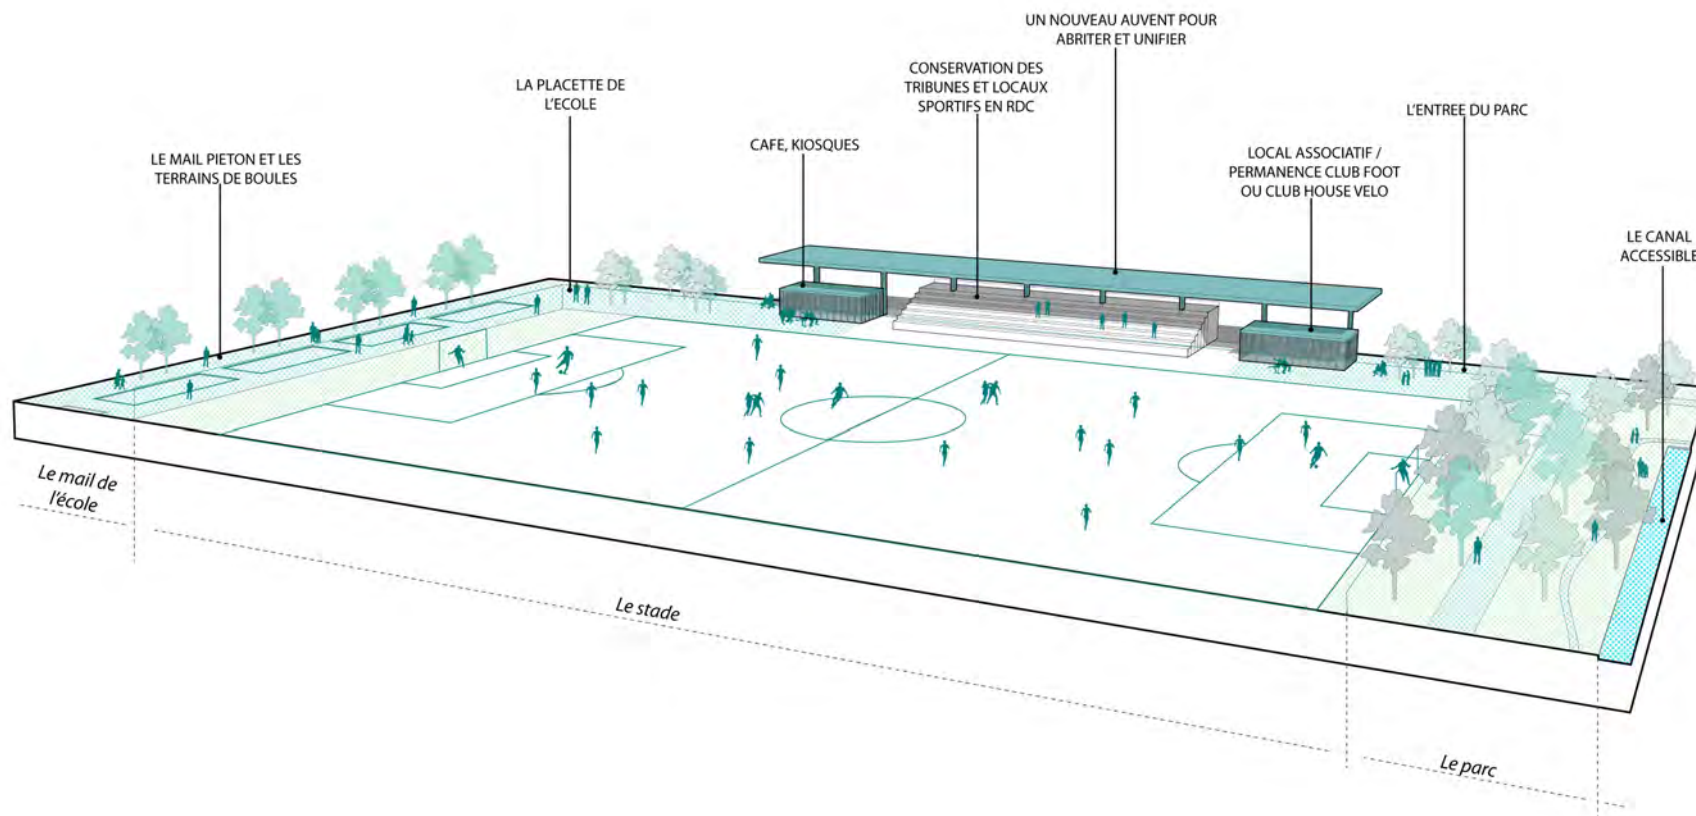 UN NOUVEAU AUVENT POUR
ABRITER ET UNIFIER
CONSERVATION DES
TRIBUNES ET LOCAUX
SPORTIFS EN RDC
LA PLACETTE DE
L'ECOLE
L'ENTREE DU PARC
CAFE, KIOSQUES
LE MAIL PIETON ET LES
TERRAINS DE BOULES
LOCAL ASSOCIATIF /
PERMANENCE CLUB FOOT
OU CLUB HOUSE VELO
LE CANAL
ACCESSIBLE
Le mail de
l'école
Le stade
Le parc